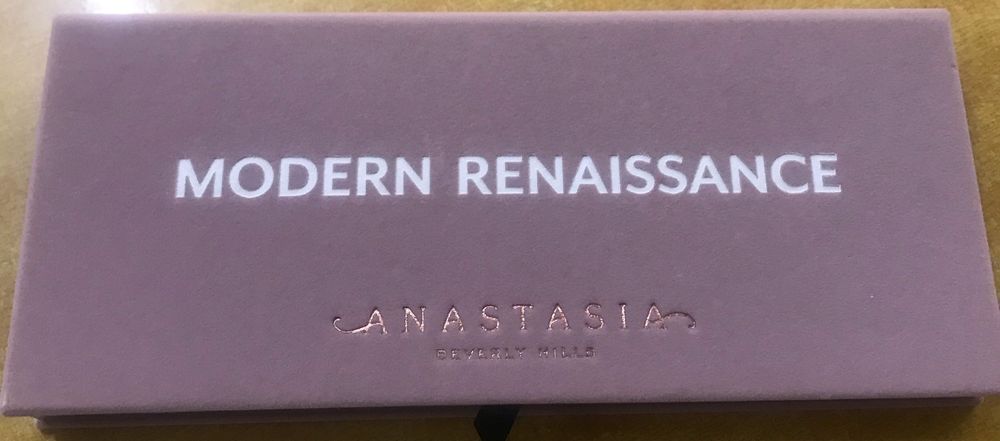 MODERN RENAISSANCE
ANASTASIA
BEVERLY HILLS